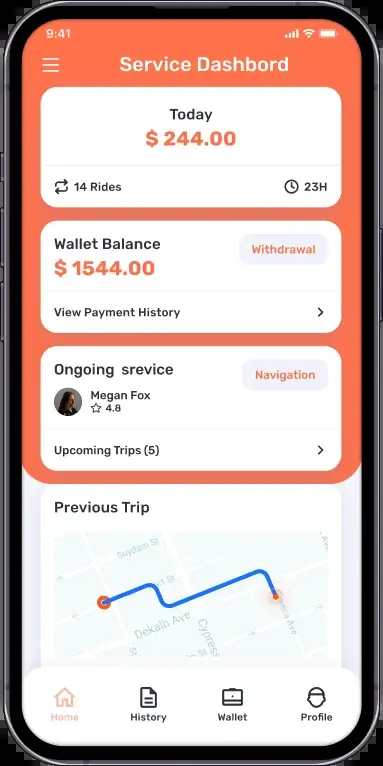 9:41
Service Dashbord
Today
$ 244.00
14 Rides
23H
Wallet Balance
Withdrawal
$ 1544.00
View Payment History
Ongoing srevice
Navigation
Megan Fox
4.8
Upcoming Trips (5)
Previous Trip
Suydam St
St
Dekalb Ave
Cypress
Ave
St
Home
History
Wallet
Profile